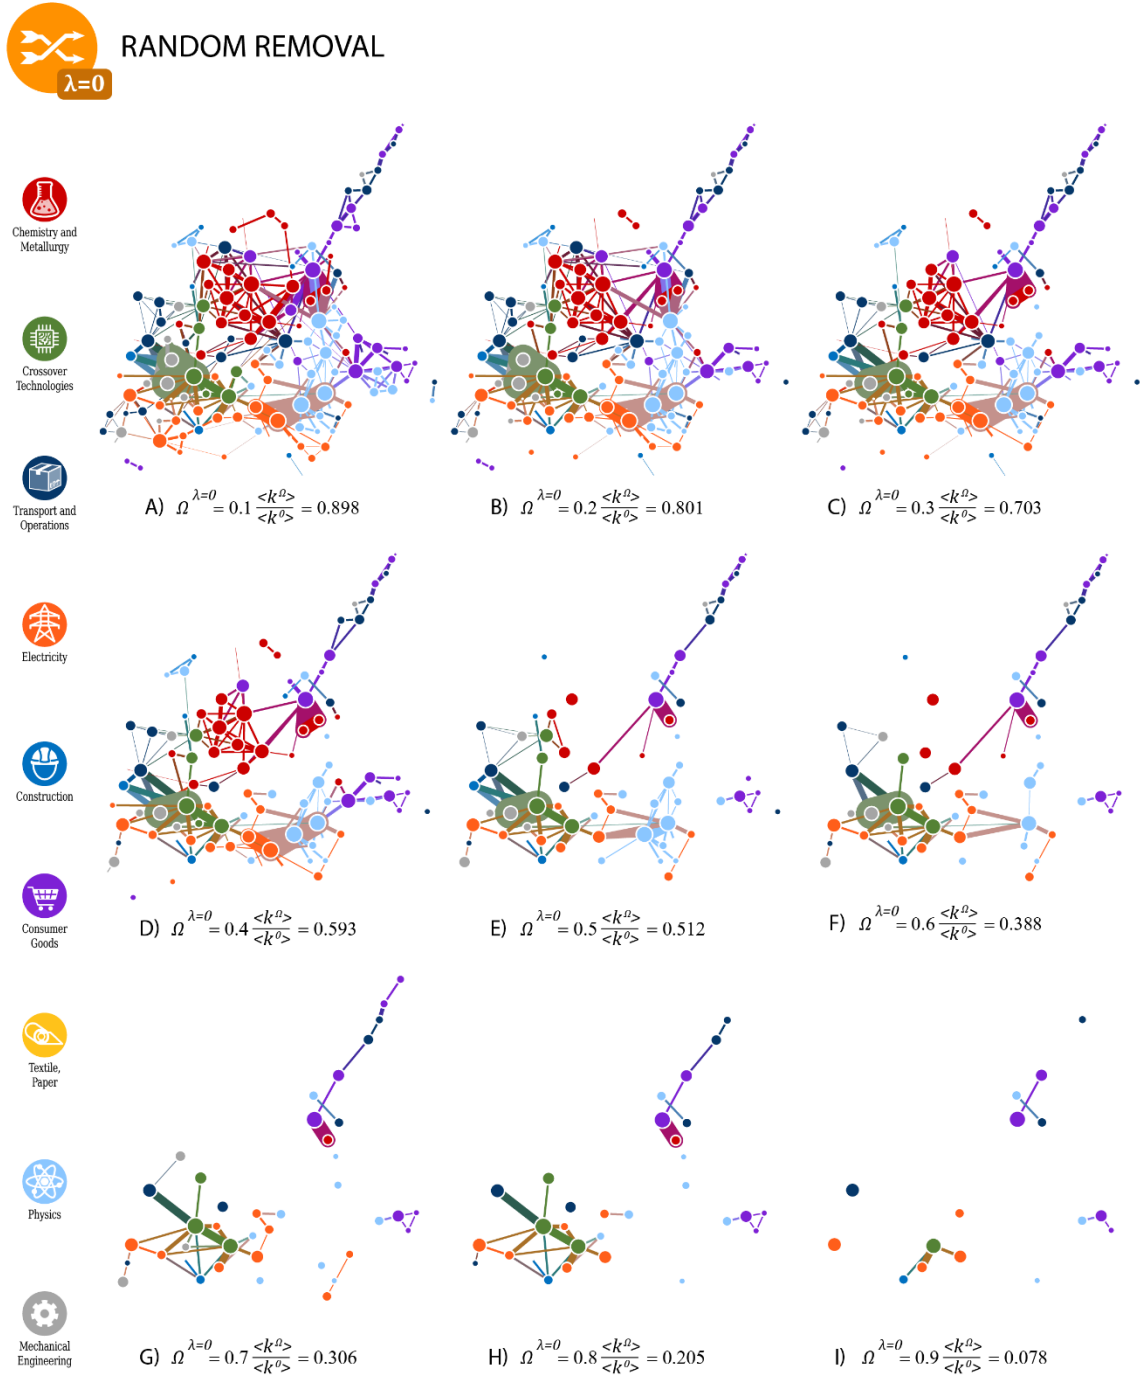 RANDOM REMOVAL
λ=0
Chemistry and
Metallurgy
Crossover
Technologies
Transport and
Operations
A) Ω^λ=0 = 0.1 <k^Ω>/<k^0> = 0.898
B) Ω^λ=0 = 0.2 <k^Ω>/<k^0> = 0.801
C) Ω^λ=0 = 0.3 <k^Ω>/<k^0> = 0.703
Electricity
Construction
Consumer
Goods
D) Ω^λ=0 = 0.4 <k^Ω>/<k^0> = 0.593
E) Ω^λ=0 = 0.5 <k^Ω>/<k^0> = 0.512
F) Ω^λ=0 = 0.6 <k^Ω>/<k^0> = 0.388
Textile,
Paper
Physics
Mechanical
Engineering
G) Ω^λ=0 = 0.7 <k^Ω>/<k^0> = 0.306
H) Ω^λ=0 = 0.8 <k^Ω>/<k^0> = 0.205
I) Ω^λ=0 = 0.9 <k^Ω>/<k^0> = 0.078